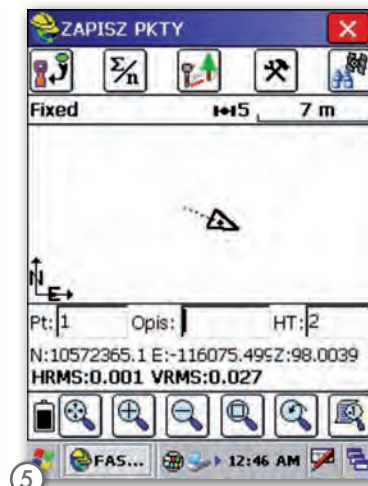 ZAPISZ PKTY
Σ/n
Fixed 5 7 m
N
E
Pt: 1 Opis: HT: 2
N:10572365.1 E:-116075.499Z:98.0039
HRMS:0.001 VRMS:0.027
FAS... 12:46 AM
5